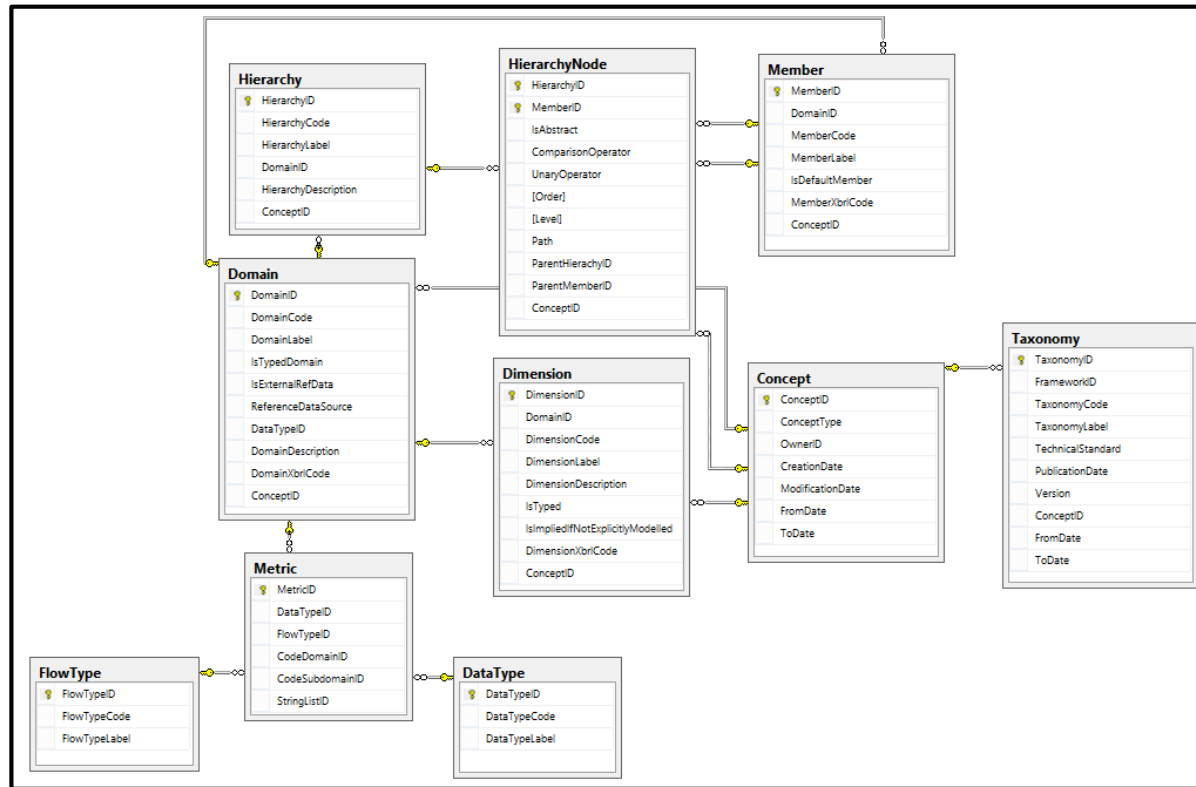 Hierarchy
HierarchyID
HierarchyCode
HierarchyLabel
DomainID
HierarchyDescription
ConceptID
HierarchyNode
HierarchyID
MemberID
IsAbstract
ComparisonOperator
UnaryOperator
[Order]
[Level]
Path
ParentHierachyID
ParentMemberID
ConceptID
Member
MemberID
DomainID
MemberCode
MemberLabel
IsDefaultMember
MemberXbrlCode
ConceptID
Domain
DomainID
DomainCode
DomainLabel
IsTypedDomain
IsExternalRefData
ReferenceDataSource
DataTypeID
DomainDescription
DomainXbrlCode
ConceptID
Dimension
DimensionID
DomainID
DimensionCode
DimensionLabel
DimensionDescription
IsTyped
IsImpliedIfNotExplicitlyModelled
DimensionXbrlCode
ConceptID
Concept
ConceptID
ConceptType
OwnerID
CreationDate
ModificationDate
FromDate
ToDate
Taxonomy
TaxonomyID
FrameworkID
TaxonomyCode
TaxonomyLabel
TechnicalStandard
PublicationDate
Version
ConceptID
FromDate
ToDate
Metric
MetricID
DataTypeID
FlowTypeID
CodeDomainID
CodeSubdomainID
StringListID
FlowType
FlowTypeID
FlowTypeCode
FlowTypeLabel
DataType
DataTypeID
DataTypeCode
DataTypeLabel